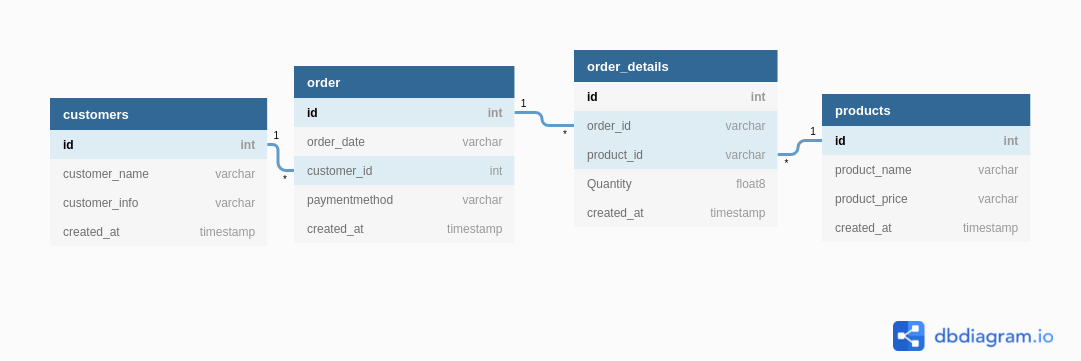 customers
id int
customer_name varchar
customer_info varchar
created_at timestamp
1
*
order
id int
order_date varchar
customer_id int
paymentmethod varchar
created_at timestamp
1
*
order_details
id int
order_id varchar
product_id varchar
Quantity float8
created_at timestamp
1
*
products
id int
product_name varchar
product_price varchar
created_at timestamp
dbdiagram.io